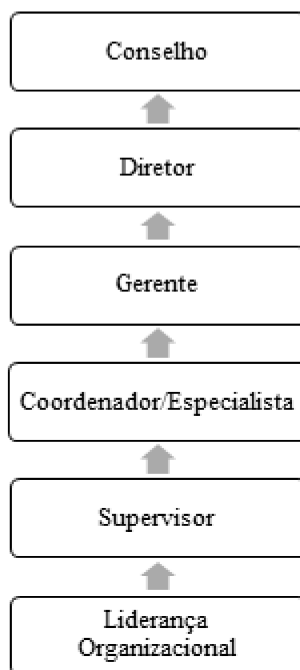 Conselho
Diretor
Gerente
Coordenador/Especialista
Supervisor
Liderança
Organizacional